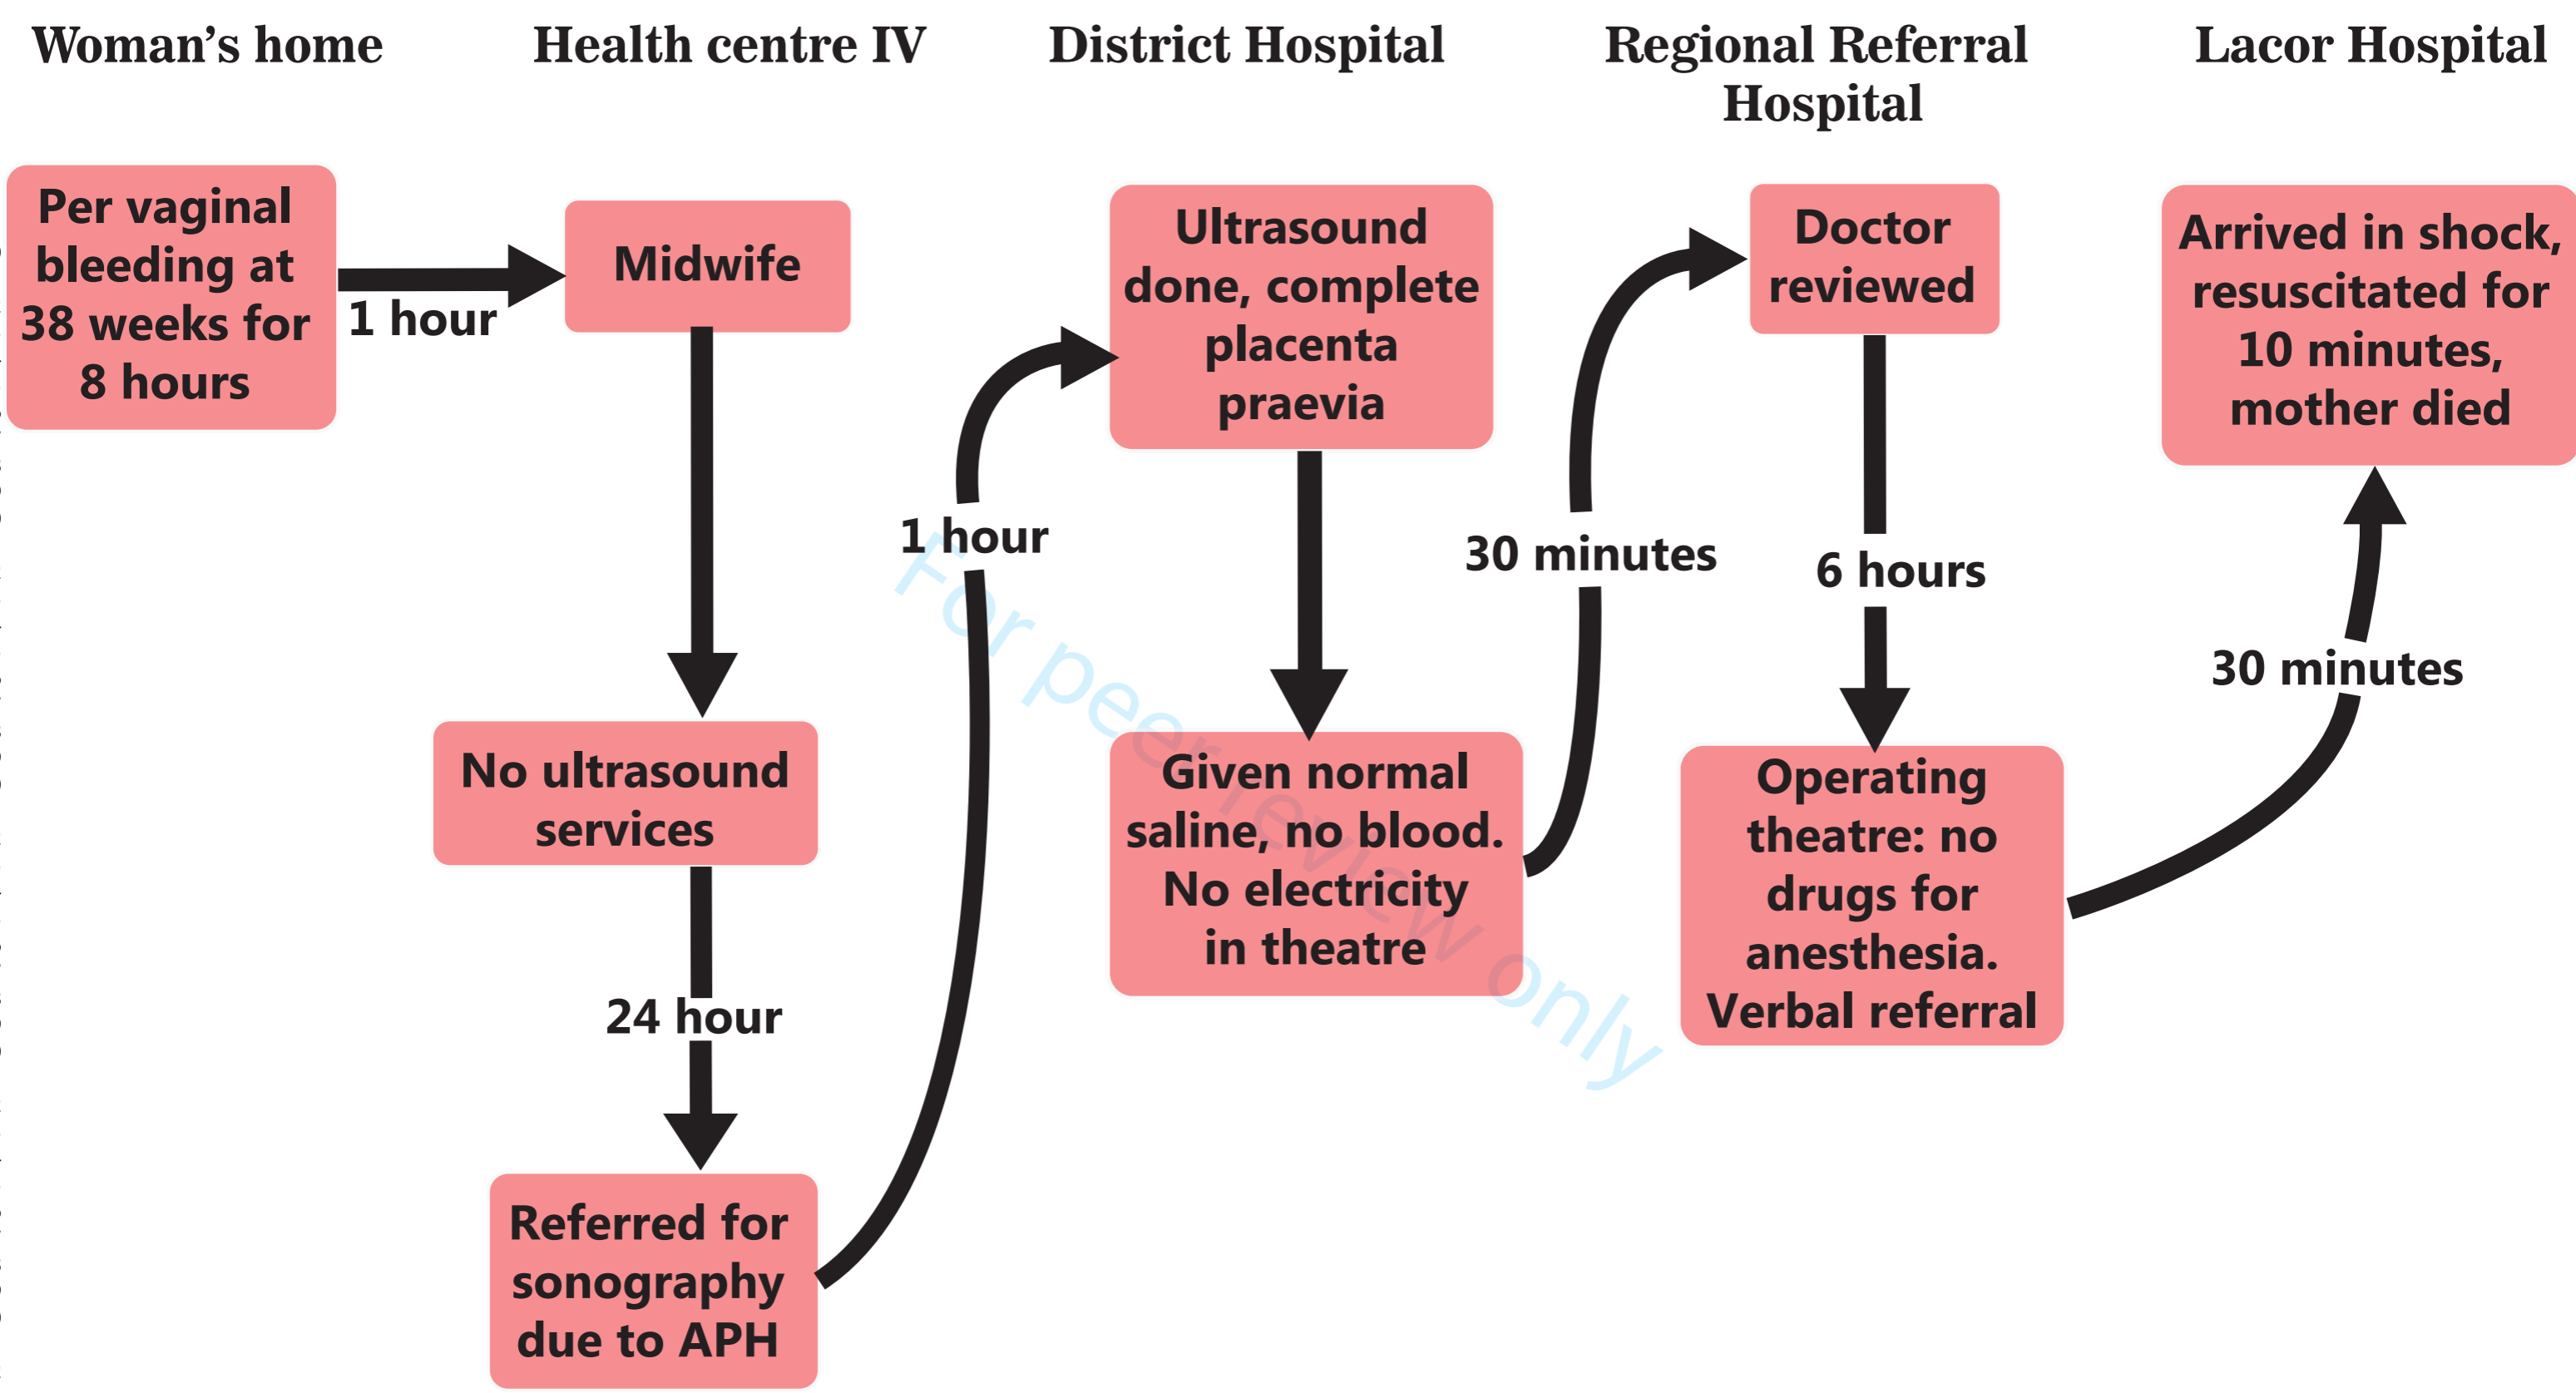 Woman’s home
Health centre IV
District Hospital
Regional Referral
Hospital
Lacor Hospital
Per vaginal
bleeding at
38 weeks for
8 hours
1 hour
Midwife
No ultrasound
services
24 hour
Referred for
sonography
due to APH
1 hour
Ultrasound
done, complete
placenta
praevia
Given normal
saline, no blood.
No electricity
in theatre
30 minutes
Doctor
reviewed
6 hours
Operating
theatre: no
drugs for
anesthesia.
Verbal referral
30 minutes
Arrived in shock,
resuscitated for
10 minutes,
mother died
For peer review only